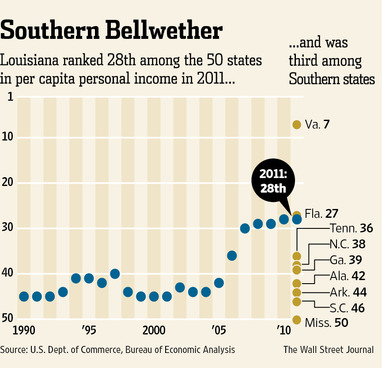 Southern Bellwether
Louisiana ranked 28th among the 50 states
in per capita personal income in 2011...
...and was
third among
Southern states
1
10
20
30
40
50
Va. 7
2011:
28th
Fla. 27
Tenn. 36
N.C. 38
Ga. 39
Ala. 42
Ark. 44
S.C. 46
Miss. 50
1990
'95
2000
'05
'10
Source: U.S. Dept. of Commerce, Bureau of Economic Analysis
The Wall Street Journal